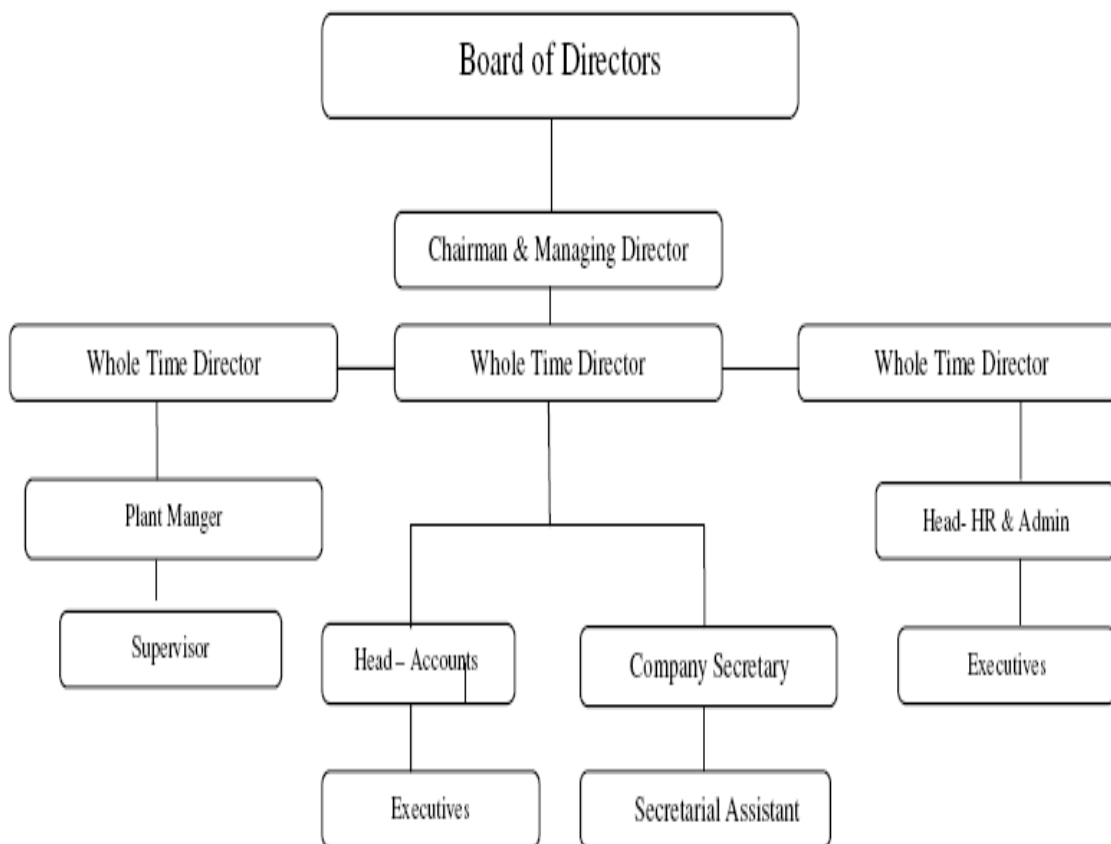 Board of Directors
Chairman & Managing Director
Whole Time Director
Whole Time Director
Whole Time Director
Plant Manger
Head- HR & Admin
Supervisor
Head – Accounts
Company Secretary
Executives
Executives
Secretarial Assistant